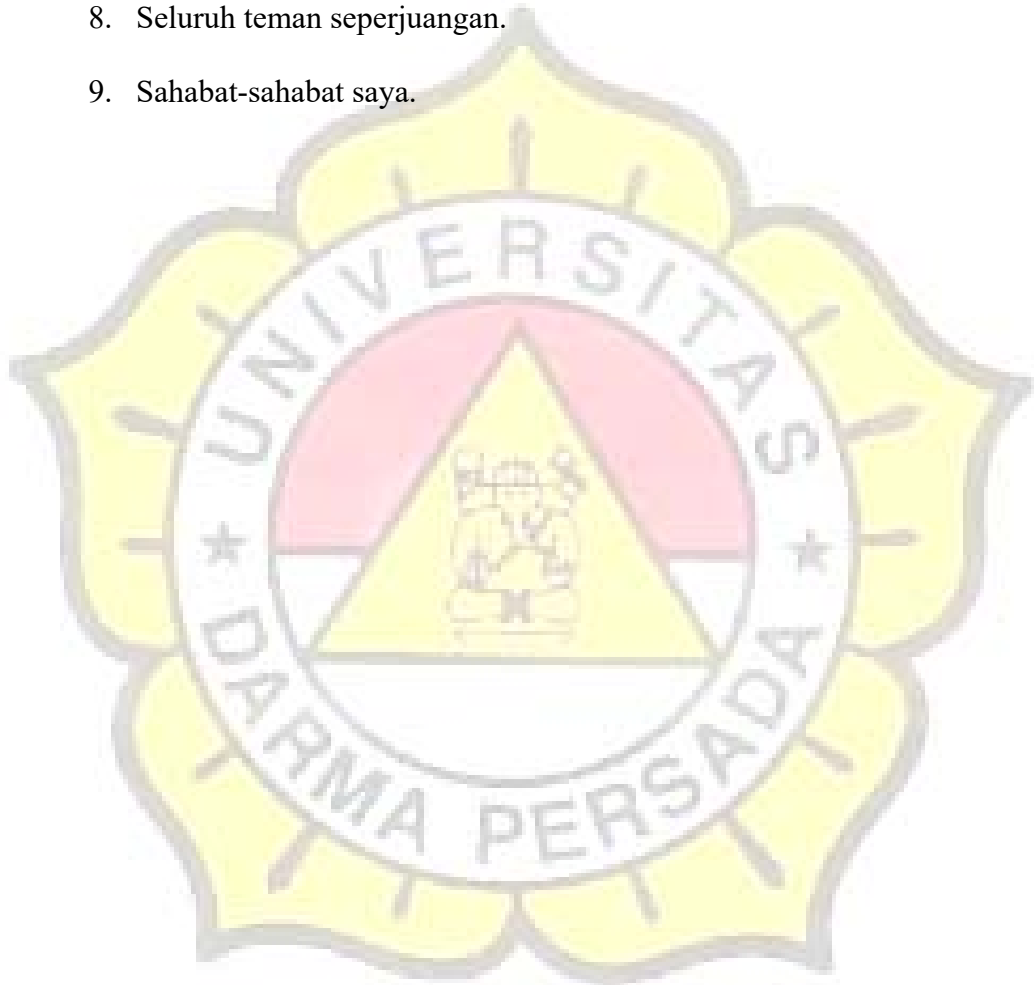 8. Seluruh teman seperjuangan.
9. Sahabat-sahabat saya.
UNIVERSITAS
★ DARMA PERSADA ★